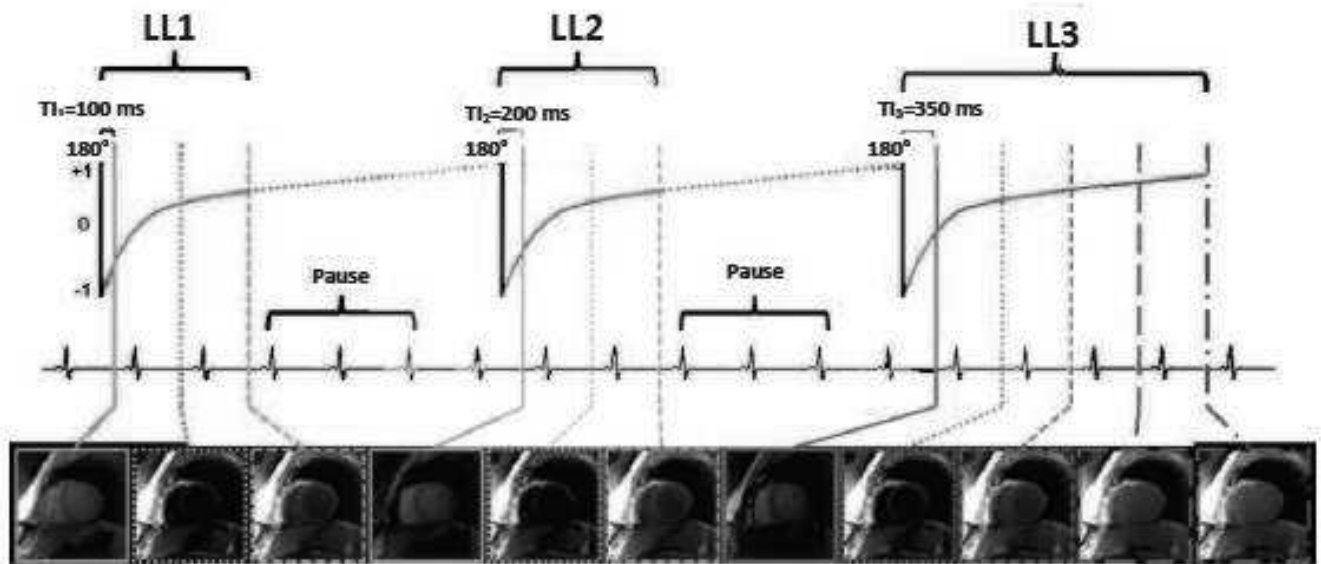 LL1
LL2
LL3
TI₁=100 ms
TI₂=200 ms
TI₃=350 ms
180°
180°
180°
+1
0
-1
Pause
Pause